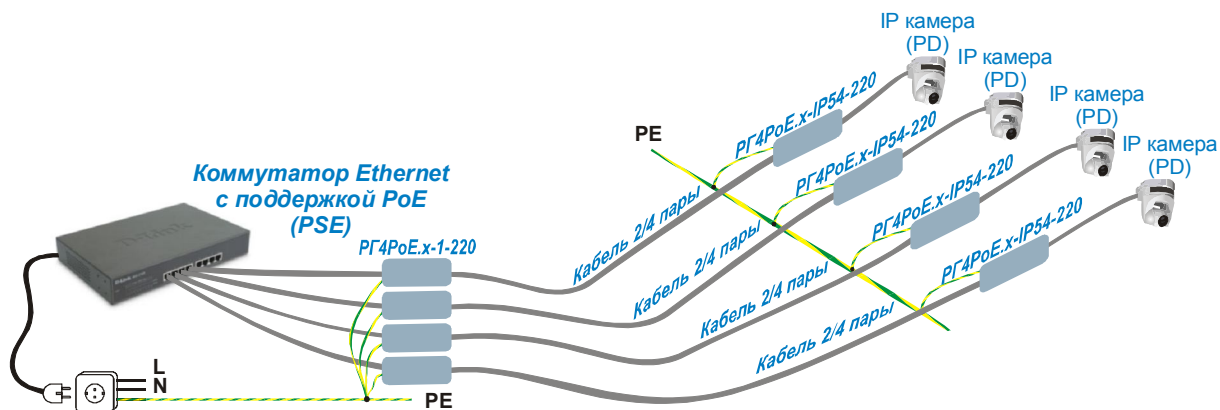 IP камера
(PD)
IP камера
(PD)
IP камера
(PD)
IP камера
(PD)
РГ4PoE.x-IP54-220
РГ4PoE.x-IP54-220
РГ4PoE.x-IP54-220
РГ4PoE.x-IP54-220
PE
Коммутатор Ethernet
с поддержкой PoE
(PSE)
РГ4PoE.x-1-220
Кабель 2/4 пары
Кабель 2/4 пары
Кабель 2/4 пары
Кабель 2/4 пары
L
N
PE